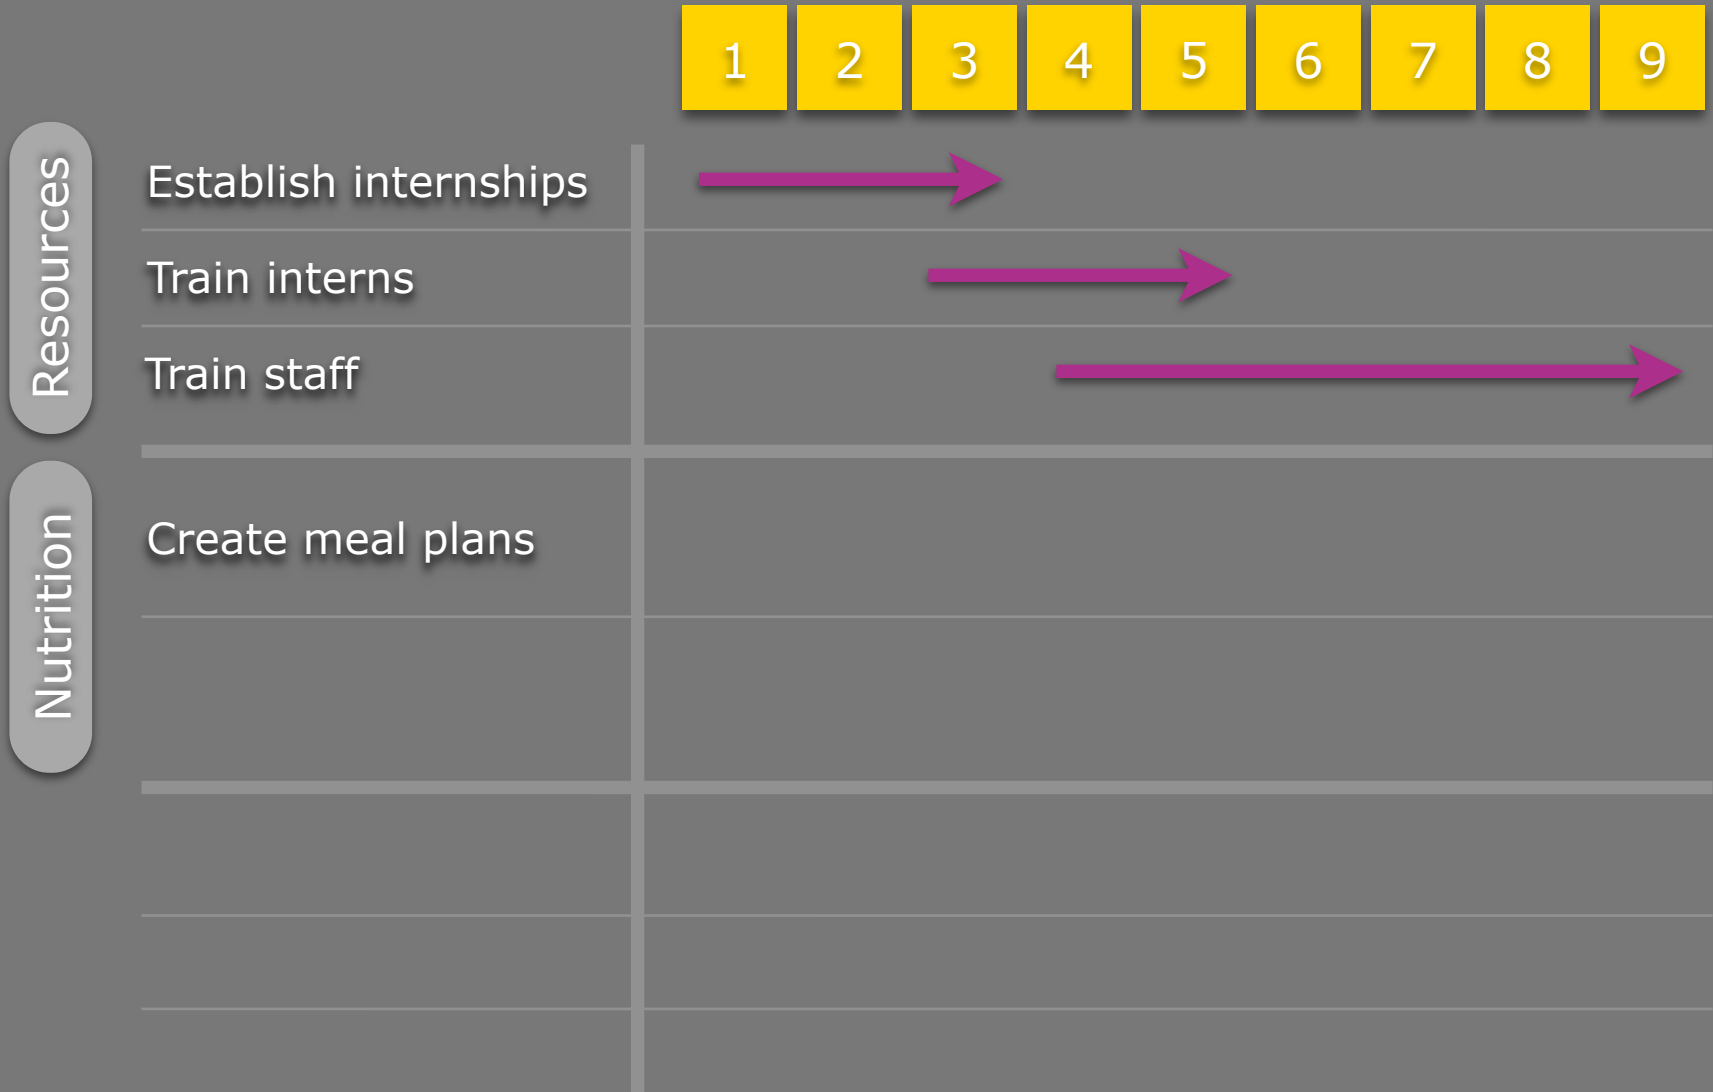 1 2 3 4 5 6 7 8 9
Resources
Establish internships
Train interns
Train staff
Nutrition
Create meal plans